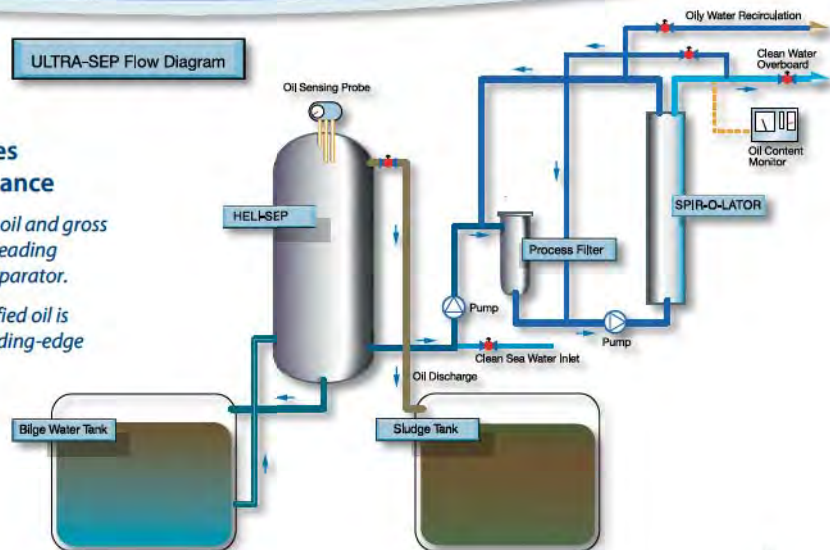 Oily Water Recirculation
ULTRA-SEP Flow Diagram
Clean Water
Overboard
Oil Sensing Probe
Oil Content
Monitor
es
ance
oil and gross
eading
parator.
fied oil is
ding-edge
HELI-SEP
SPIR-O-LATOR
Process Filter
Pump
Pump
Clean Sea Water Inlet
Oil Discharge
Bilge Water Tank
Sludge Tank